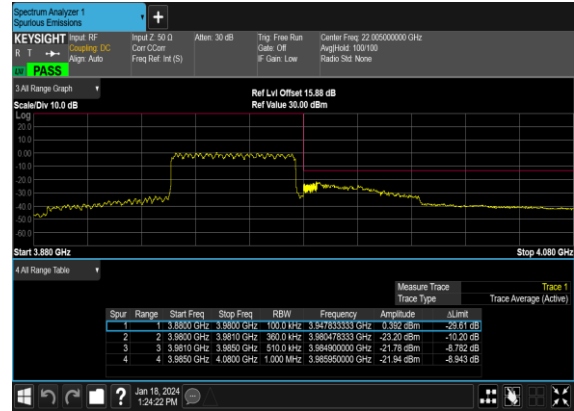 Spectrum Analyzer 1
Spurious Emissions
+
KEYSIGHT
R T
LXI PASS
Input: RF
Coupling: DC
Align: Auto
Input Z: 50 Ω
Corr CCorr
Freq Ref: Int (S)
Atten: 30 dB
Trig: Free Run
Gate: Off
IF Gain: Low
Center Freq: 22.005000000 GHz
Avg|Hold: 100/100
Radio Std: None
3 All Range Graph
Scale/Div 10.0 dB
Ref Lvl Offset 15.88 dB
Ref Value 30.00 dBm
Log
20.0
10.0
0.00
-10.0
-20.0
-30.0
-40.0
-50.0
-60.0
Start 3.880 GHz
Stop 4.080 GHz
4 All Range Table
Measure Trace Trace 1
Trace Type Trace Average (Active)
Spur Range Start Freq Stop Freq RBW Frequency Amplitude ΔLimit
1 1 3.8800 GHz 3.9800 GHz 100.0 kHz 3.947833333 GHz 0.392 dBm -29.61 dB
2 2 3.9800 GHz 3.9810 GHz 360.0 kHz 3.980478333 GHz -23.20 dBm -10.20 dB
3 3 3.9810 GHz 3.9850 GHz 510.0 kHz 3.984900000 GHz -21.78 dBm -8.782 dB
4 4 3.9850 GHz 4.0800 GHz 1.000 MHz 3.985950000 GHz -21.94 dBm -8.943 dB
?
Jan 18, 2024
1:24:22 PM